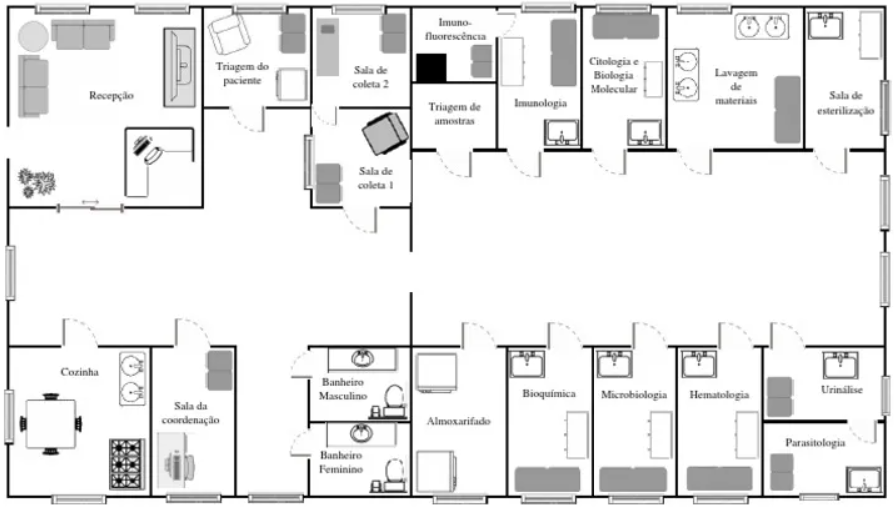 Recepção
Triagem do
paciente
Sala de
coleta 2
Sala de
coleta 1
Imuno-
fluorescência
Triagem de
amostras
Imunologia
Citologia e
Biologia
Molecular
Lavagem
de
materiais
Sala de
esterilização
Cozinha
Sala da
coordenação
Banheiro
Masculino
Banheiro
Feminino
Almoxarifado
Bioquímica
Microbiologia
Hematologia
Urinálise
Parasitologia